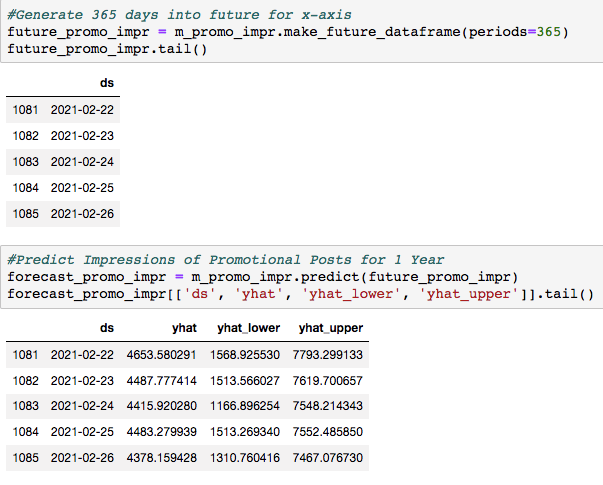 #Generate 365 days into future for x-axis
future_promo_impr = m_promo_impr.make_future_dataframe(periods=365)
future_promo_impr.tail()
ds
1081 2021-02-22
1082 2021-02-23
1083 2021-02-24
1084 2021-02-25
1085 2021-02-26
#Predict Impressions of Promotional Posts for 1 Year
forecast_promo_impr = m_promo_impr.predict(future_promo_impr)
forecast_promo_impr[['ds', 'yhat', 'yhat_lower', 'yhat_upper']].tail()
ds yhat yhat_lower yhat_upper
1081 2021-02-22 4653.580291 1568.925530 7793.299133
1082 2021-02-23 4487.777414 1513.566027 7619.700657
1083 2021-02-24 4415.920280 1166.896254 7548.214343
1084 2021-02-25 4483.279939 1513.269340 7552.485850
1085 2021-02-26 4378.159428 1310.760416 7467.076730